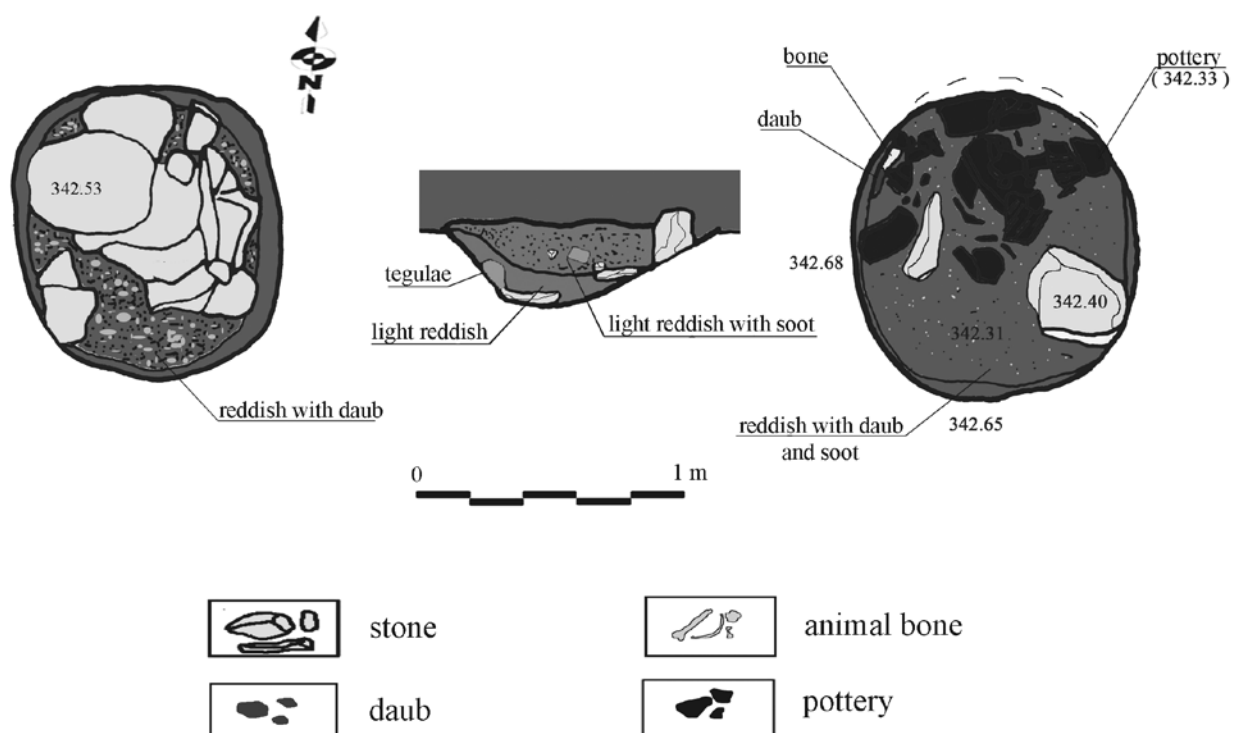 N
342.53
reddish with daub
tegulae
light reddish
light reddish with soot
bone
daub
pottery
( 342.33 )
342.68
342.40
342.31
reddish with daub
and soot
342.65
0
1 m
stone
animal bone
daub
pottery